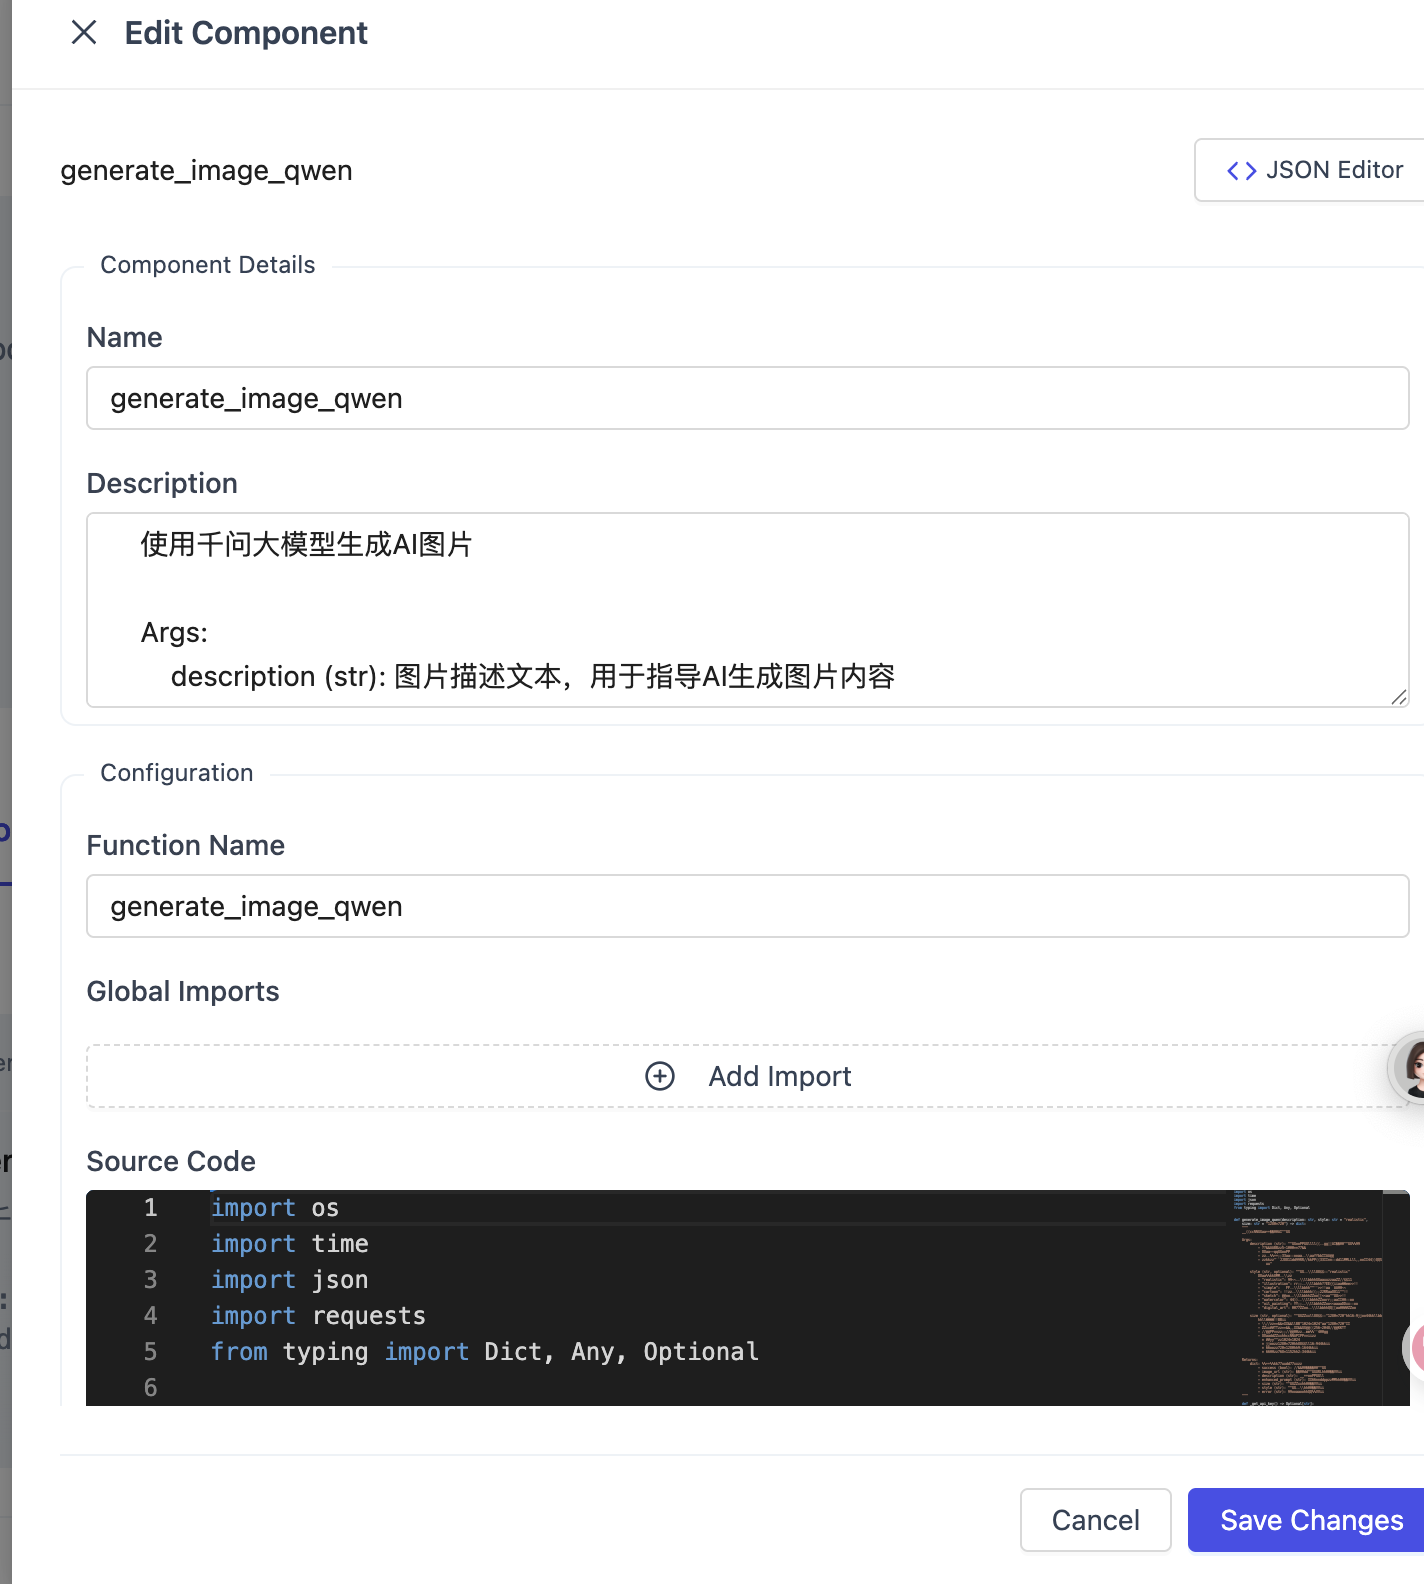 Edit Component
generate_image_qwen
JSON Editor
Component Details
Name
generate_image_qwen
Description
使用千问大模型生成AI图片
Args:
description (str): 图片描述文本，用于指导AI生成图片内容
Configuration
Function Name
generate_image_qwen
Global Imports
Add Import
Source Code
1 import os
2 import time
3 import json
4 import requests
5 from typing import Dict, Any, Optional
6
Cancel
Save Changes